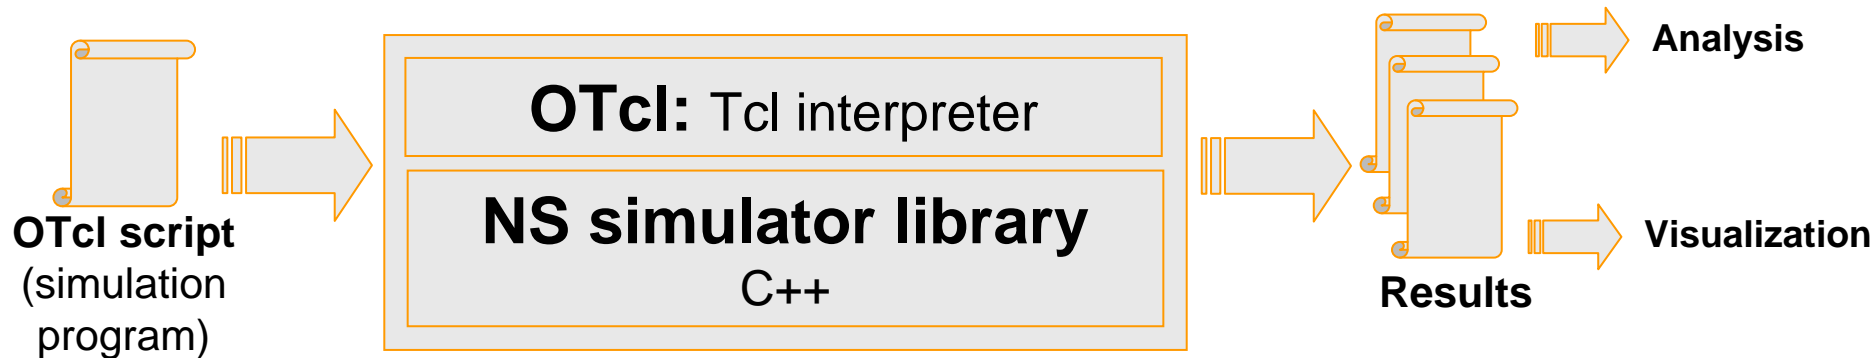 OTcl script
(simulation
program)
OTcl: Tcl interpreter
NS simulator library
C++
Results
Analysis
Visualization